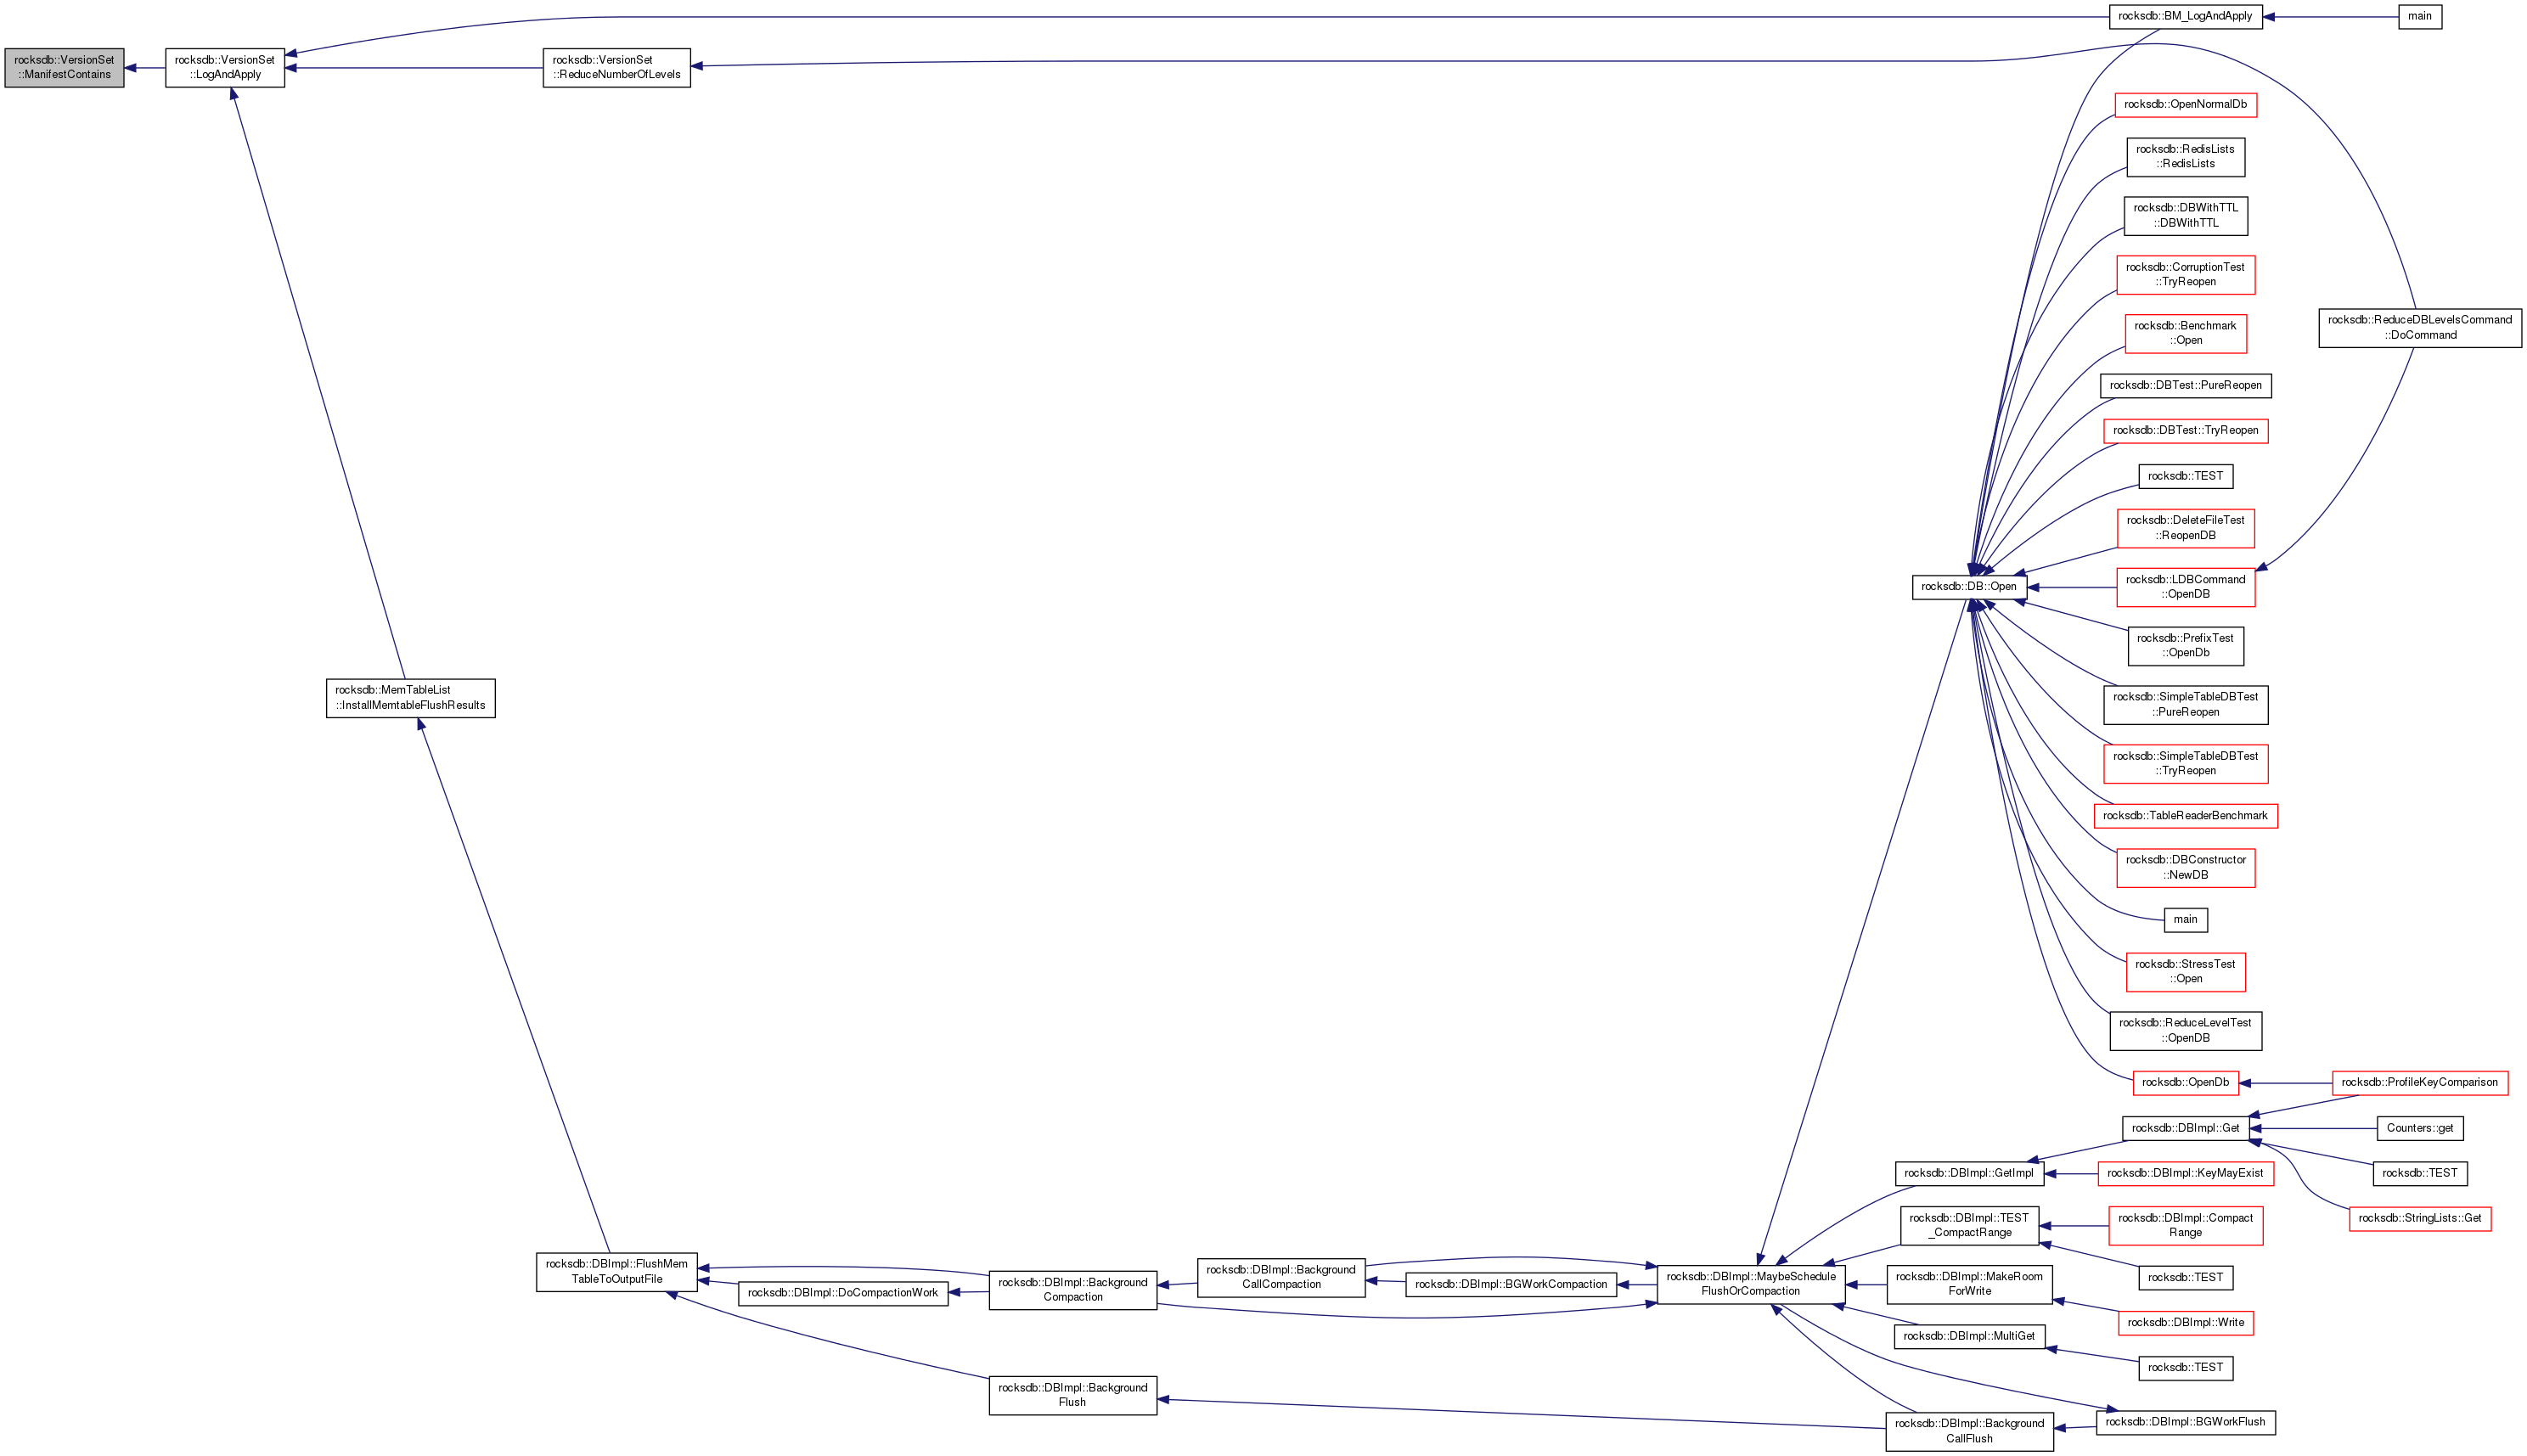 rocksdb::VersionSet
::ManifestContains
rocksdb::VersionSet
::LogAndApply
rocksdb::VersionSet
::ReduceNumberOfLevels
rocksdb::BM_LogAndApply
main
rocksdb::OpenNormalDb
rocksdb::RedisLists
::RedisLists
rocksdb::DBWithTTL
::DBWithTTL
rocksdb::CorruptionTest
::TryReopen
rocksdb::Benchmark
::Open
rocksdb::ReduceDBLevelsCommand
::DoCommand
rocksdb::DBTest::PureReopen
rocksdb::DBTest::TryReopen
rocksdb::TEST
rocksdb::DeleteFileTest
::ReopenDB
rocksdb::DB::Open
rocksdb::LDBCommand
::OpenDB
rocksdb::PrefixTest
::OpenDb
rocksdb::MemTableList
::InstallMemtableFlushResults
rocksdb::SimpleTableDBTest
::PureReopen
rocksdb::SimpleTableDBTest
::TryReopen
rocksdb::TableReaderBenchmark
rocksdb::DBConstructor
::NewDB
main
rocksdb::StressTest
::Open
rocksdb::ReduceLevelTest
::OpenDB
rocksdb::OpenDb
rocksdb::ProfileKeyComparison
rocksdb::DBImpl::Get
Counters::get
rocksdb::DBImpl::GetImpl
rocksdb::DBImpl::KeyMayExist
rocksdb::TEST
rocksdb::StringLists::Get
rocksdb::DBImpl::TEST
_CompactRange
rocksdb::DBImpl::Compact
Range
rocksdb::TEST
rocksdb::DBImpl::FlushMem
TableToOutputFile
rocksdb::DBImpl::DoCompactionWork
rocksdb::DBImpl::Background
Compaction
rocksdb::DBImpl::Background
CallCompaction
rocksdb::DBImpl::BGWorkCompaction
rocksdb::DBImpl::MaybeSchedule
FlushOrCompaction
rocksdb::DBImpl::MakeRoom
ForWrite
rocksdb::DBImpl::Write
rocksdb::DBImpl::MultiGet
rocksdb::TEST
rocksdb::DBImpl::Background
Flush
rocksdb::DBImpl::Background
CallFlush
rocksdb::DBImpl::BGWorkFlush